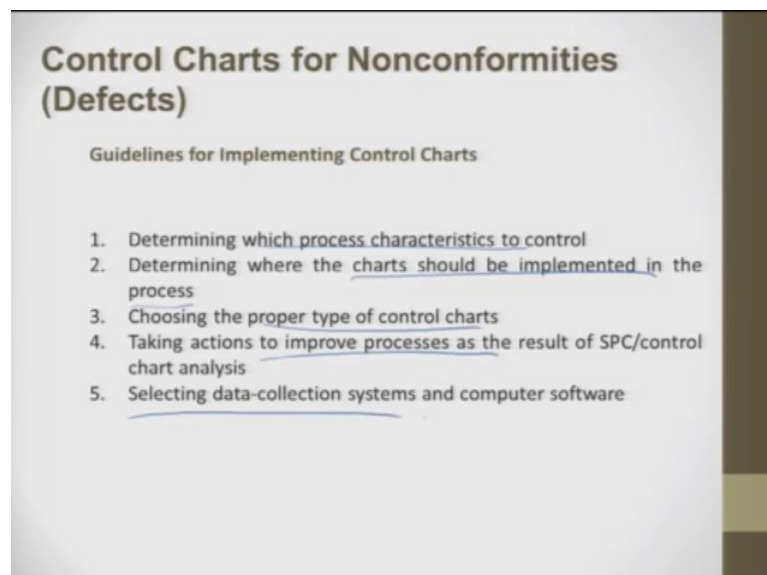 Control Charts for Nonconformities
(Defects)
Guidelines for Implementing Control Charts
1. Determining which process characteristics to control
2. Determining where the charts should be implemented in the
process
3. Choosing the proper type of control charts
4. Taking actions to improve processes as the result of SPC/control
chart analysis
5. Selecting data-collection systems and computer software